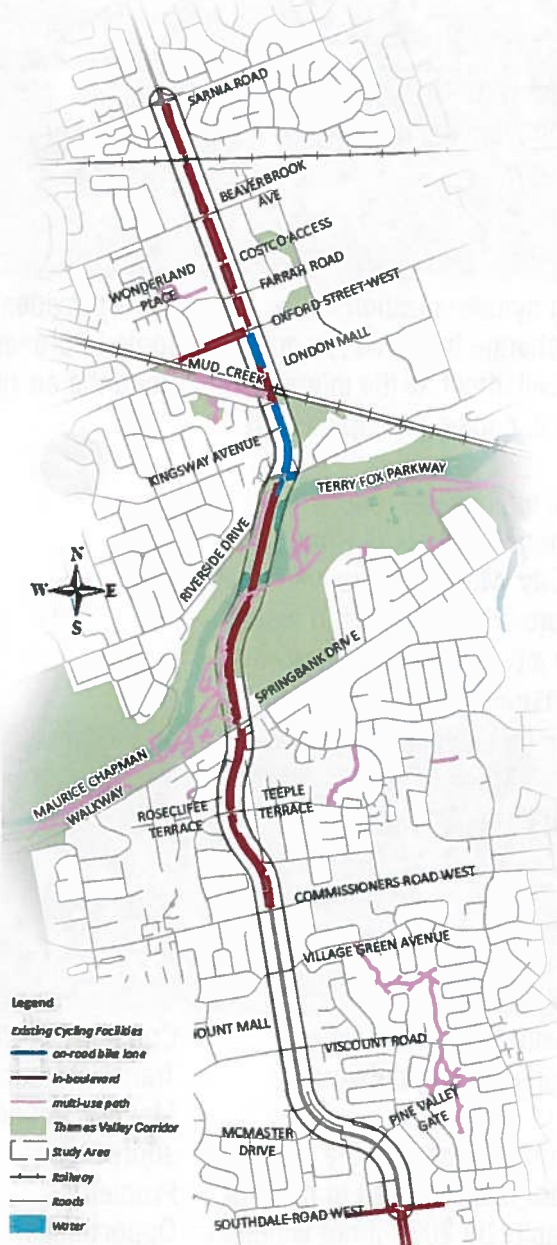 SARNIA ROAD
BEAVERBROOK
AVE
COSTCO ACCESS
FARRAH ROAD
WONDERLAND
PLACE
OXFORD STREET WEST
LONDON MALL
MUD CREEK
KINGSWAY AVENUE
TERRY FOX PARKWAY
RIVERSIDE DRIVE
N
W E
S
SPRINGBANK DRIVE
MAURICE CHAPMAN
WALKWAY
ROSECLIFFE
TERRACE
TEEPLE
TERRACE
COMMISSIONERS ROAD WEST
VILLAGE GREEN AVENUE
OUNT MALL
VISCOUNT ROAD
PINE VALLEY
GATE
MCMASTER
DRIVE
SOUTHDALE ROAD WEST
Legend
Existing Cycling Facilities
on-road bike lane
in-boulevard
multi-use path
Thames Valley Corridor
Study Area
Railway
Roads
Water